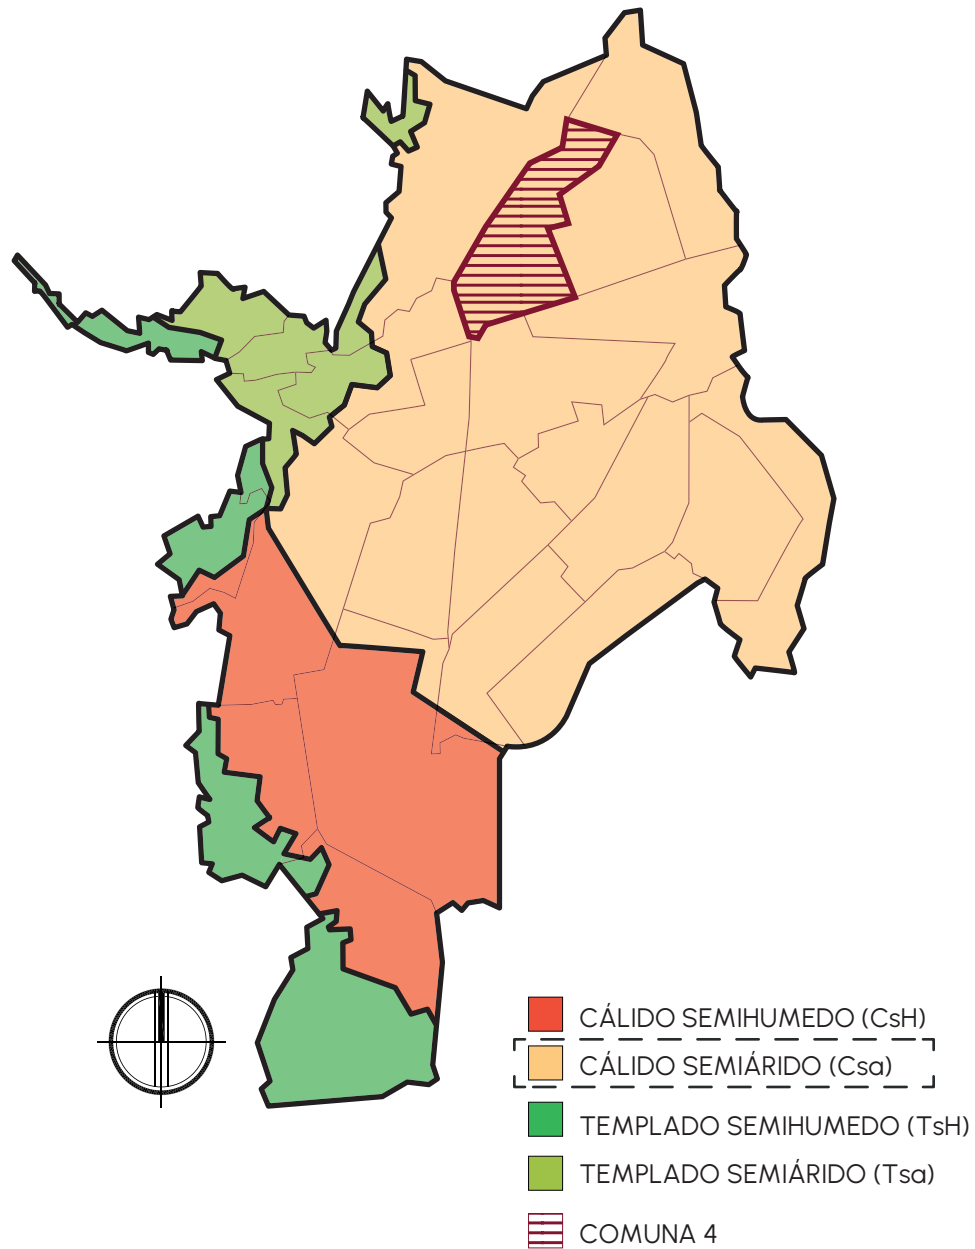 CÁLIDO SEMIHUMEDO (CsH)
CÁLIDO SEMIÁRIDO (Csa)
TEMPLADO SEMIHUMEDO (TsH)
TEMPLADO SEMIÁRIDO (Tsa)
COMUNA 4